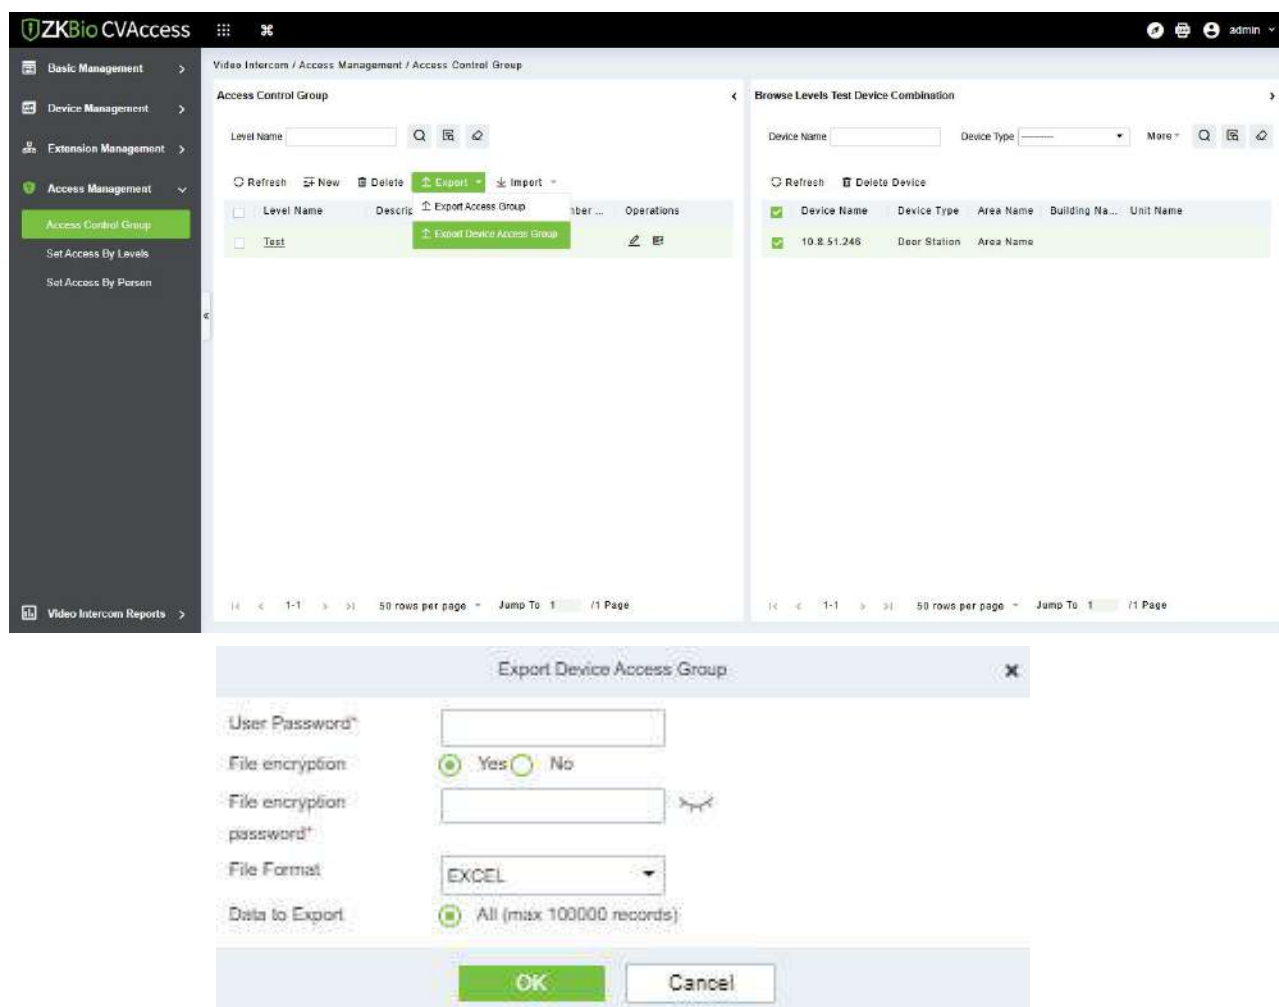 ZKBio CVAccess
admin
Basic Management
Device Management
Extension Management
Access Management
Access Control Group
Set Access By Levels
Set Access By Person
Video Intercom Reports
Video Intercom / Access Management / Access Control Group
Access Control Group
Level Name
Refresh New Delete Export Import
Export Access Group
Export Device Access Group
Level Name Descrip mber ... Operations
Test
1-1 50 rows per page Jump To 1 /1 Page
Browse Levels Test Device Combination
Device Name Device Type ---------- More
Refresh Delete Device
Device Name Device Type Area Name Building Na... Unit Name
10.8.51.246 Door Station Area Name
1-1 50 rows per page Jump To 1 /1 Page
Export Device Access Group
User Password*
File encryption Yes No
File encryption
password*
File Format EXCEL
Data to Export All (max 100000 records)
OK Cancel